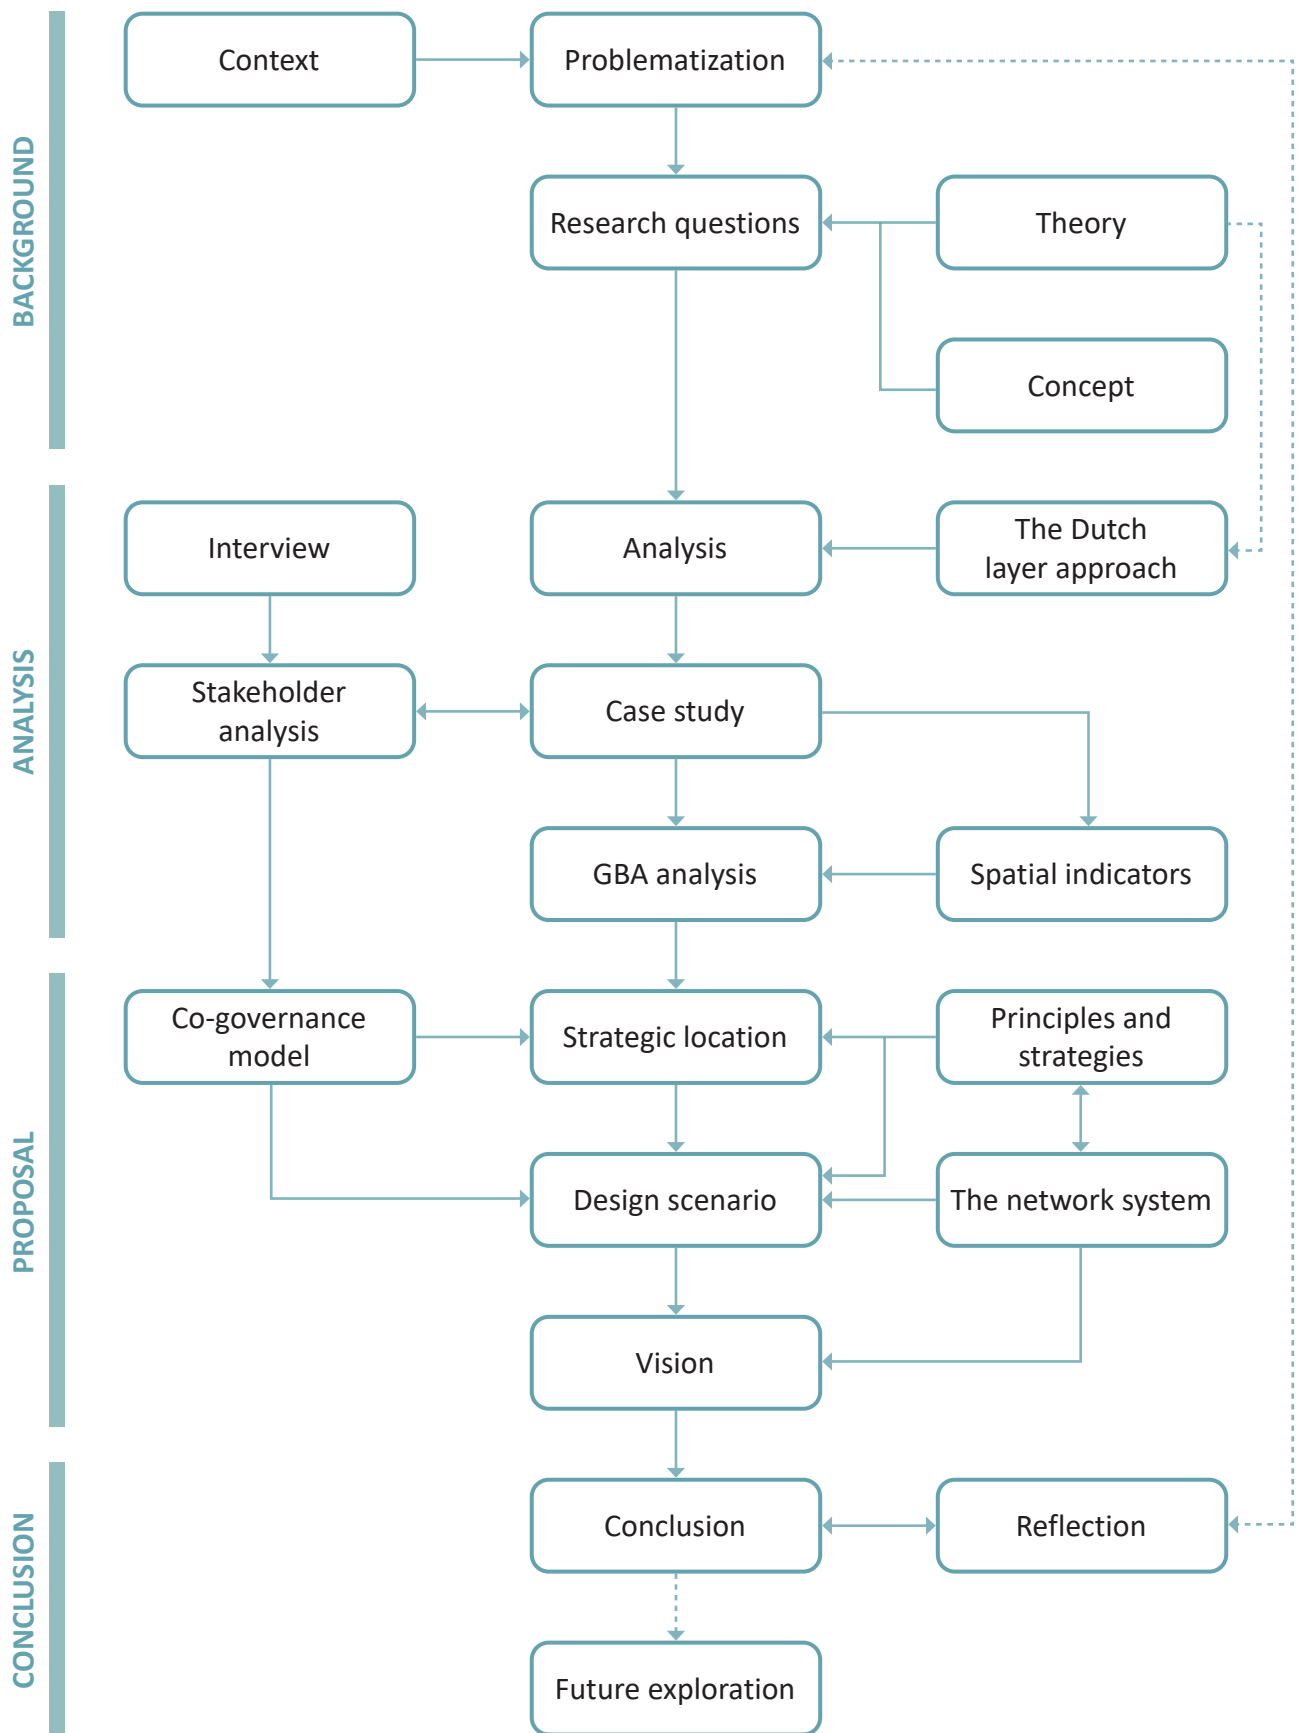 BACKGROUND
Context
Problematization
Research questions
Theory
Concept
ANALYSIS
Interview
Analysis
The Dutch
layer approach
Stakeholder
analysis
Case study
GBA analysis
Spatial indicators
PROPOSAL
Co-governance
model
Strategic location
Principles and
strategies
Design scenario
The network system
Vision
CONCLUSION
Conclusion
Reflection
Future exploration